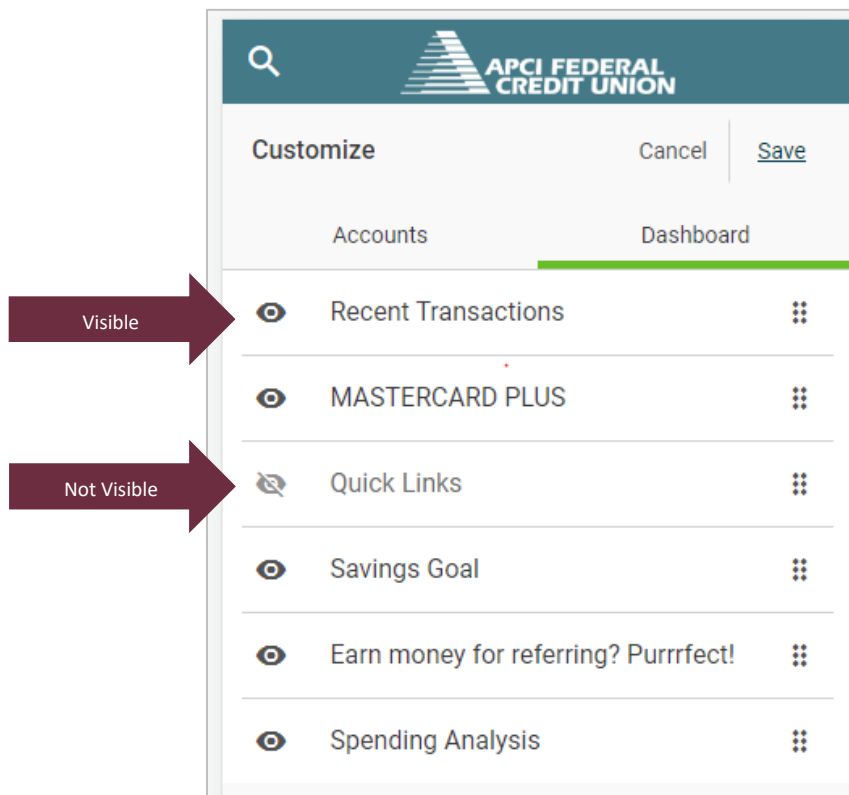 APCI FEDERAL
CREDIT UNION
Customize
Cancel
Save
Accounts
Dashboard
Visible
Recent Transactions
MASTERCARD PLUS
Not Visible
Quick Links
Savings Goal
Earn money for referring? Purrrfect!
Spending Analysis